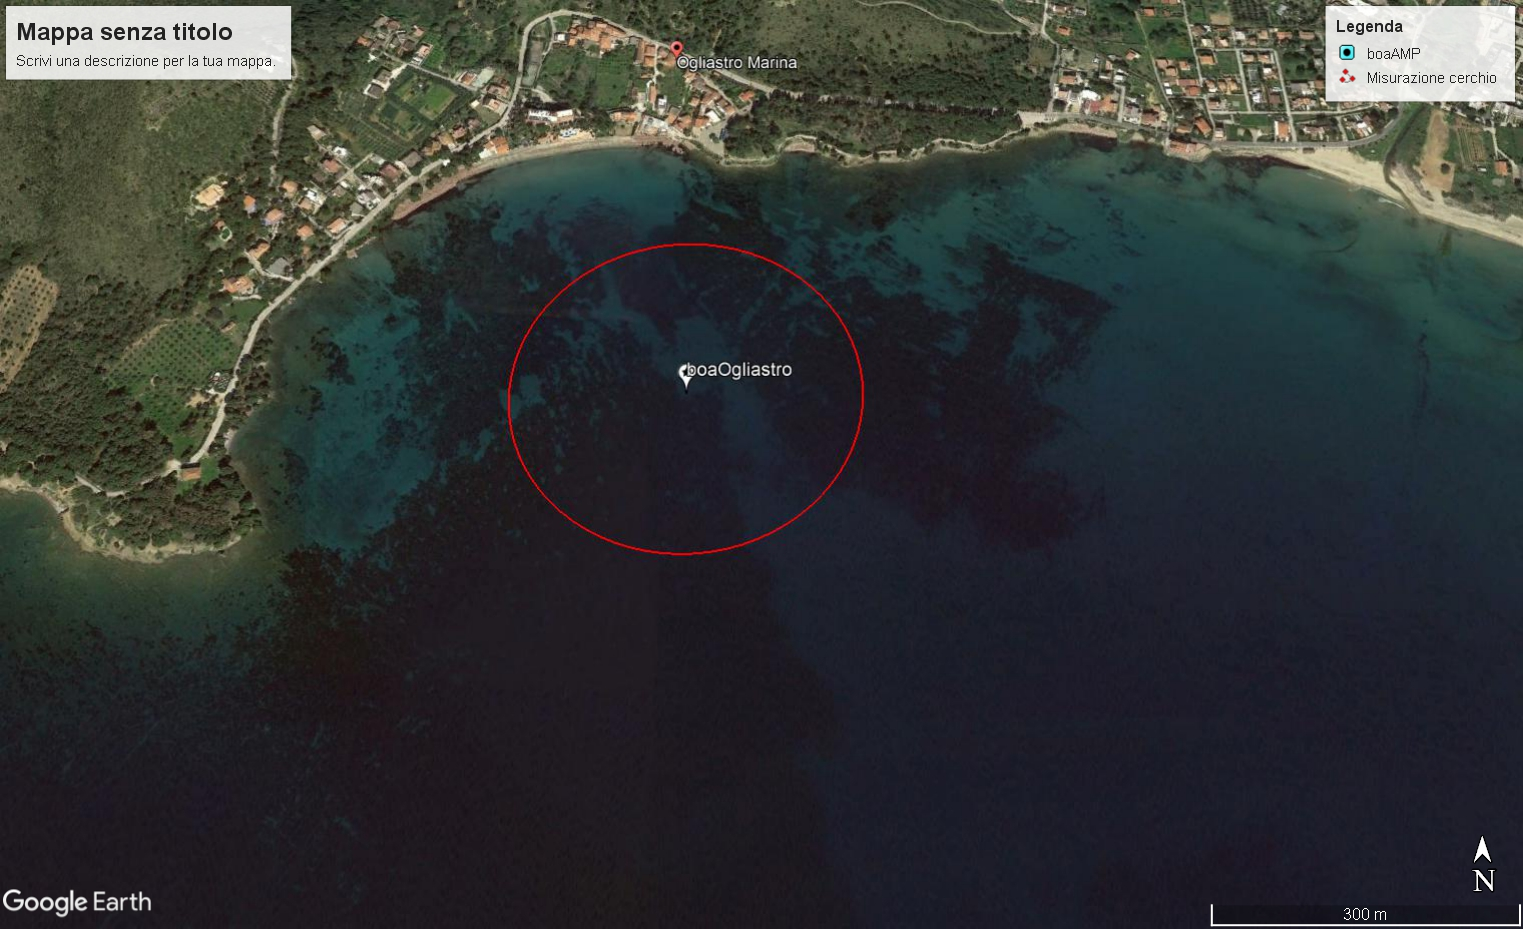 Mappa senza titolo
Scrivi una descrizione per la tua mappa.
Legenda
boaAMP
Misurazione cerchio
Ogliastro Marina
boaOgliastro
N
300 m
Google Earth